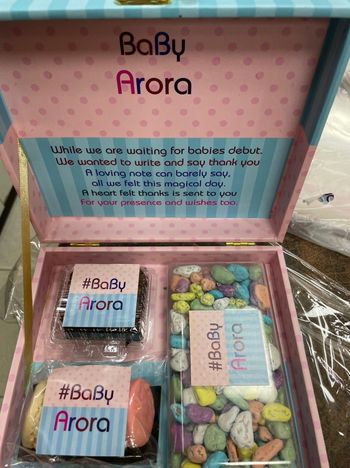 BaBy
Arora
While we are waiting for babies debut.
We wanted to write and say thank you
A loving note can barely say,
all we felt this magical day.
A heart felt thanks is sent to you
For your presence and wishes too.
#BaBy
Arora
#BaBy
Arora
#BaBy
Arora